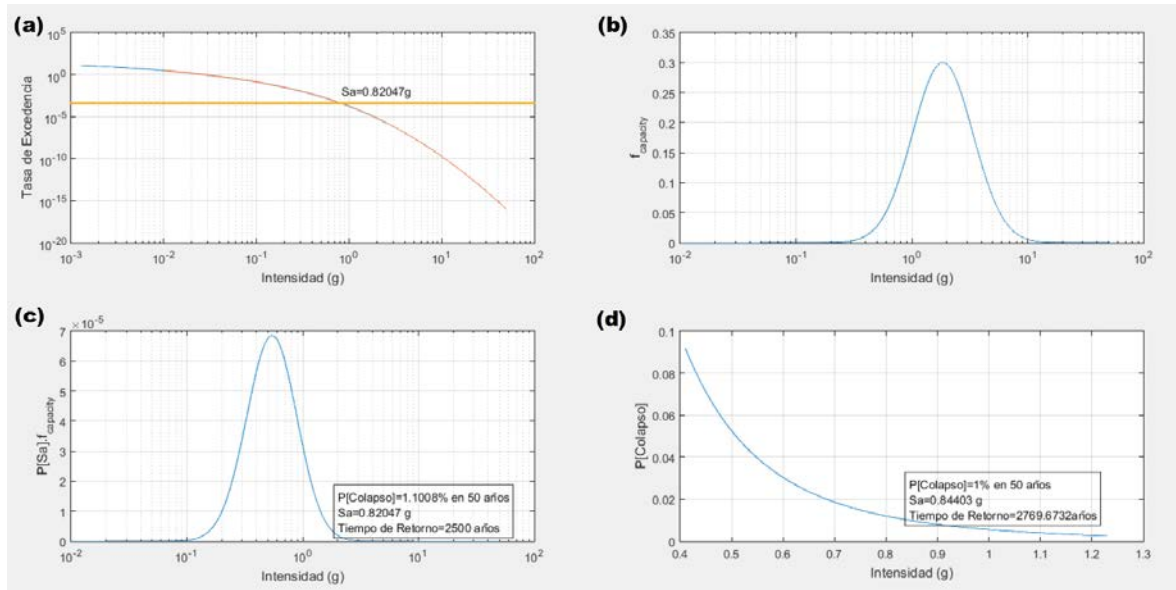 (a)
10^5
10^0
10^-5
10^-10
10^-15
10^-20
Tasa de Excedencia
Sa=0.82047g
10^-3
10^-2
10^-1
10^0
10^1
10^2
Intensidad (g)
(b)
0.35
0.3
0.25
0.2
0.15
0.1
0.05
0
f_capacity
10^-2
10^-1
10^0
10^1
10^2
Intensidad (g)
(c)
×10^-5
7
6
5
4
3
2
1
0
P[Sa].f_capacity
P[Colapso]=1.1008% en 50 años
Sa=0.82047 g
Tiempo de Retorno=2500 años
10^-2
10^-1
10^0
10^1
10^2
Intensidad (g)
(d)
0.1
0.08
0.06
0.04
0.02
0
P[Colapso]
P[Colapso]=1% en 50 años
Sa=0.84403 g
Tiempo de Retorno=2769.6732años
0.4 0.5 0.6 0.7 0.8 0.9 1 1.1 1.2 1.3
Intensidad (g)